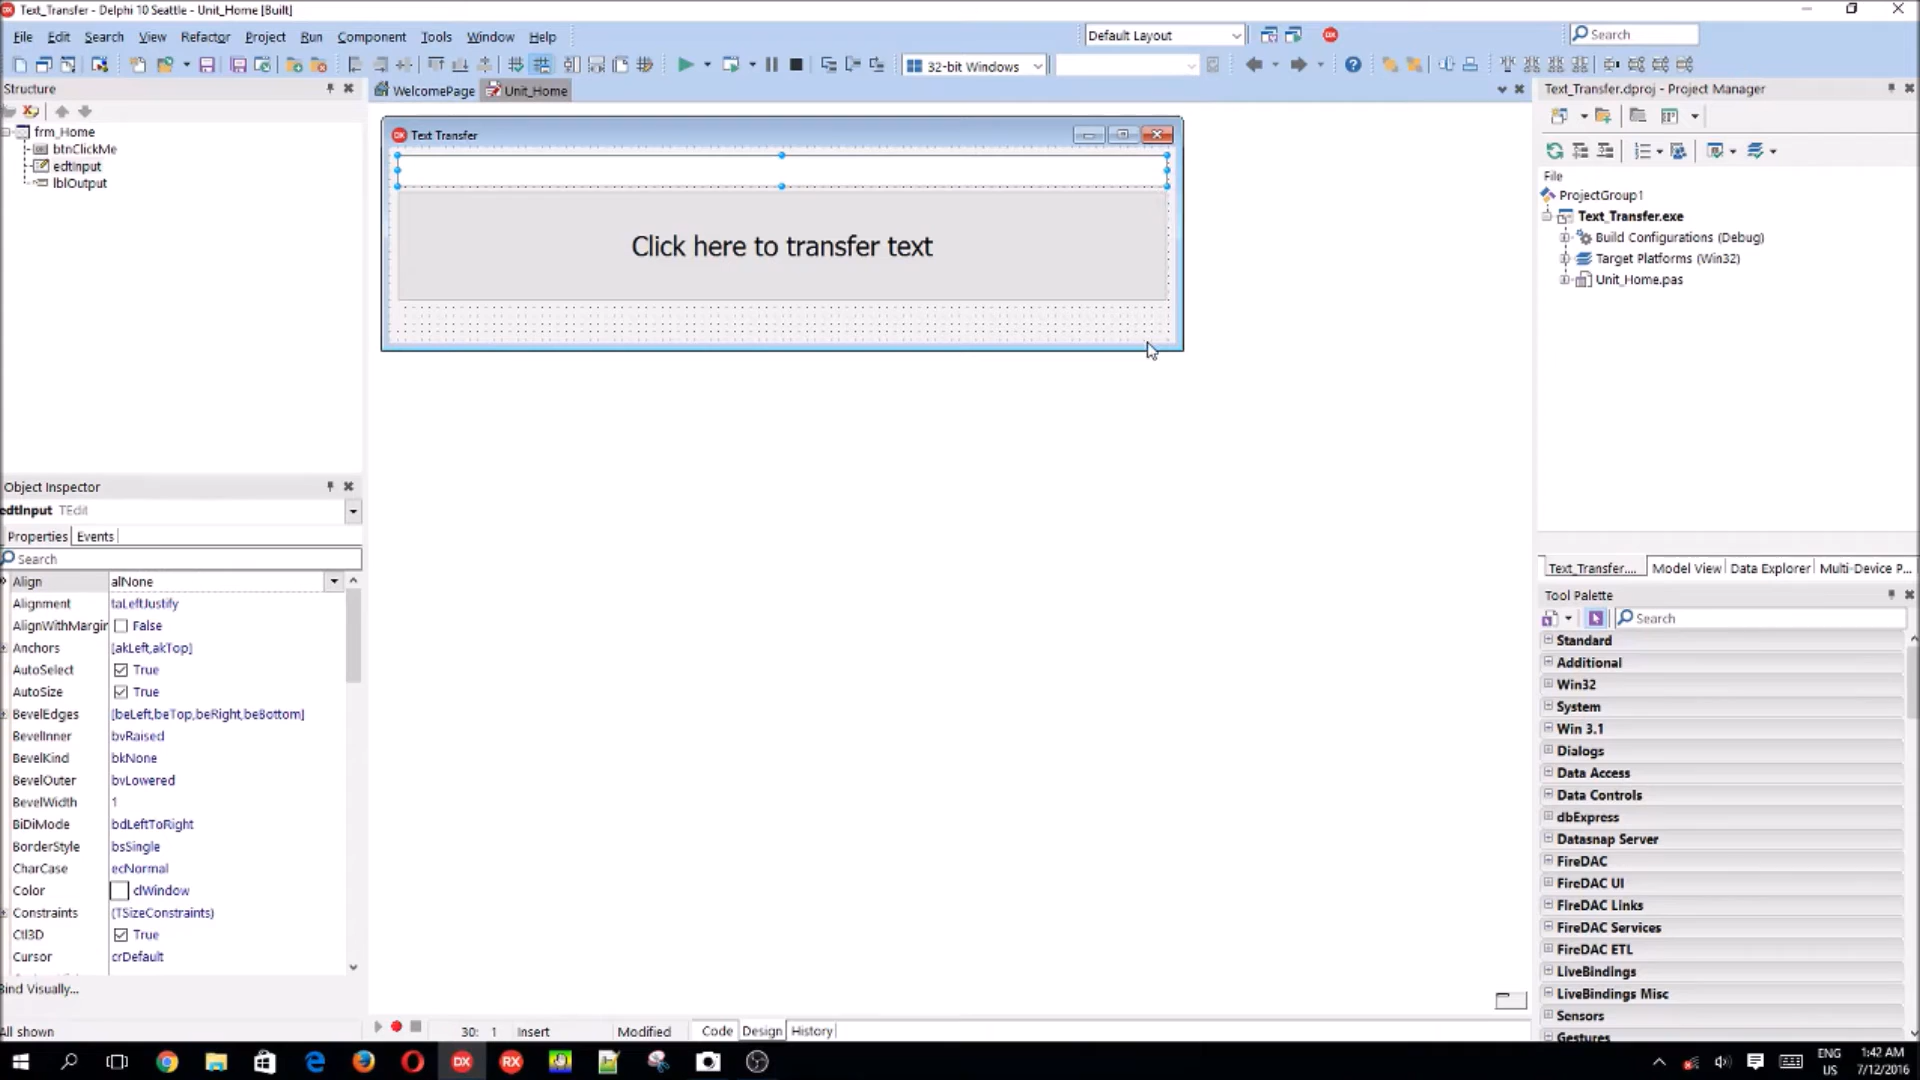 Text_Transfer - Delphi 10 Seattle - Unit_Home [Built]
File Edit Search View Refactor Project Run Component Tools Window Help
Default Layout
Search
32-bit Windows
Structure
WelcomePage
Unit_Home
Text_Transfer.dproj - Project Manager
frm_Home
btnClickMe
edtInput
lblOutput
Text Transfer
Click here to transfer text
File
ProjectGroup1
Text_Transfer.exe
Build Configurations (Debug)
Target Platforms (Win32)
Unit_Home.pas
Object Inspector
edtInput TEdit
Properties Events
Search
Align alNone
Alignment taLeftJustify
AlignWithMargin False
Anchors [akLeft,akTop]
AutoSelect True
AutoSize True
BevelEdges [beLeft,beTop,beRight,beBottom]
BevelInner bvRaised
BevelKind bkNone
BevelOuter bvLowered
BevelWidth 1
BiDiMode bdLeftToRight
BorderStyle bsSingle
CharCase ecNormal
Color clWindow
Constraints (TSizeConstraints)
Ctl3D True
Cursor crDefault
Bind Visually...
All shown
Text_Transfer.... Model View Data Explorer Multi-Device P...
Tool Palette
Search
Standard
Additional
Win32
System
Win 3.1
Dialogs
Data Access
Data Controls
dbExpress
Datasnap Server
FireDAC
FireDAC UI
FireDAC Links
FireDAC Services
FireDAC ETL
LiveBindings
LiveBindings Misc
Sensors
Gestures
30: 1 Insert Modified Code Design History
DX
RX
ENG
US
1:42 AM
7/12/2016